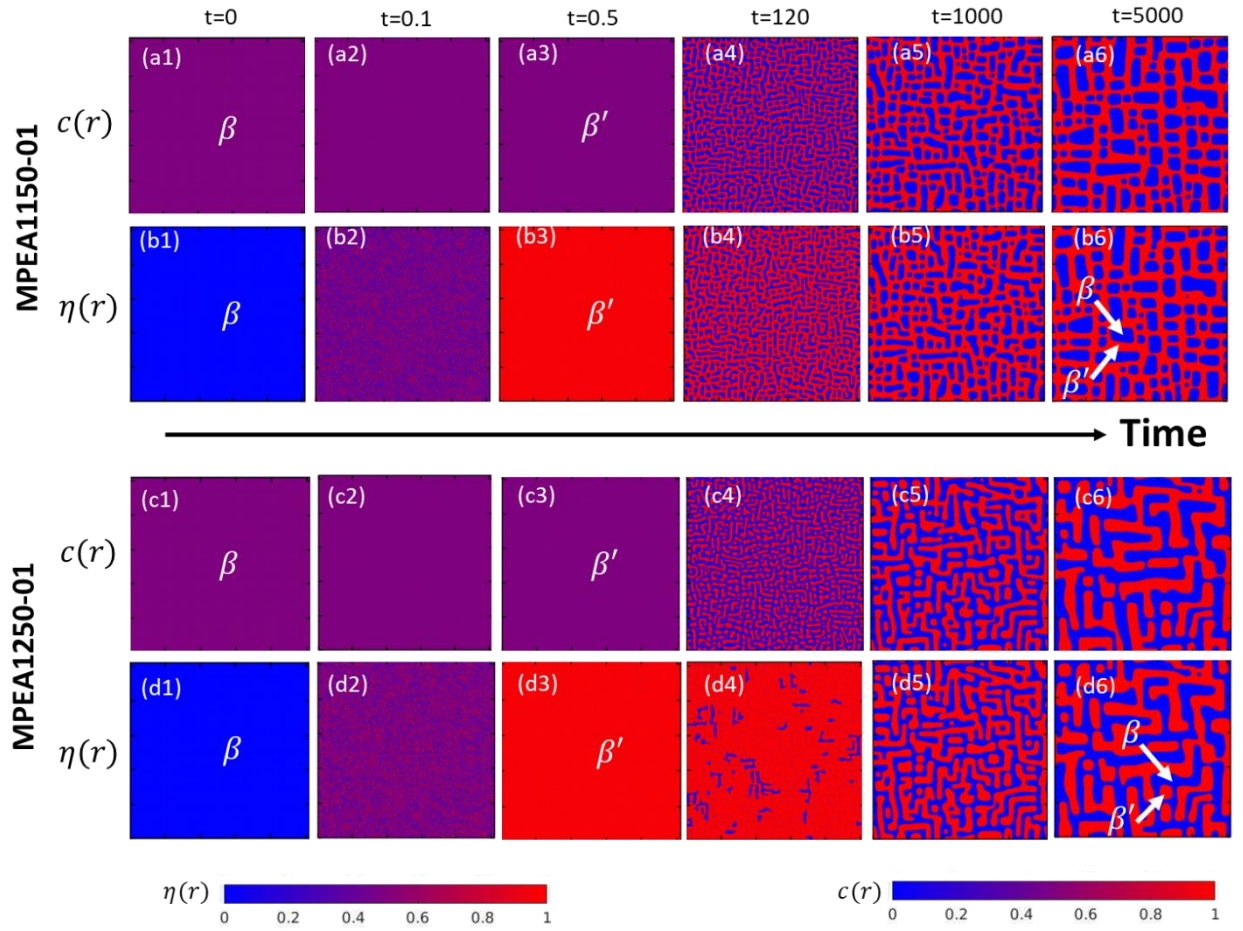 t=0 t=0.1 t=0.5 t=120 t=1000 t=5000
MPEA1150-01
c(r)
(a1) (a2) (a3) (a4) (a5) (a6)
β β′
η(r)
(b1) (b2) (b3) (b4) (b5) (b6)
β β′ β
β′
Time
MPEA1250-01
c(r)
(c1) (c2) (c3) (c4) (c5) (c6)
β β′
η(r)
(d1) (d2) (d3) (d4) (d5) (d6)
β β′ β
β′
η(r) c(r)
0 0.2 0.4 0.6 0.8 1 0 0.2 0.4 0.6 0.8 1